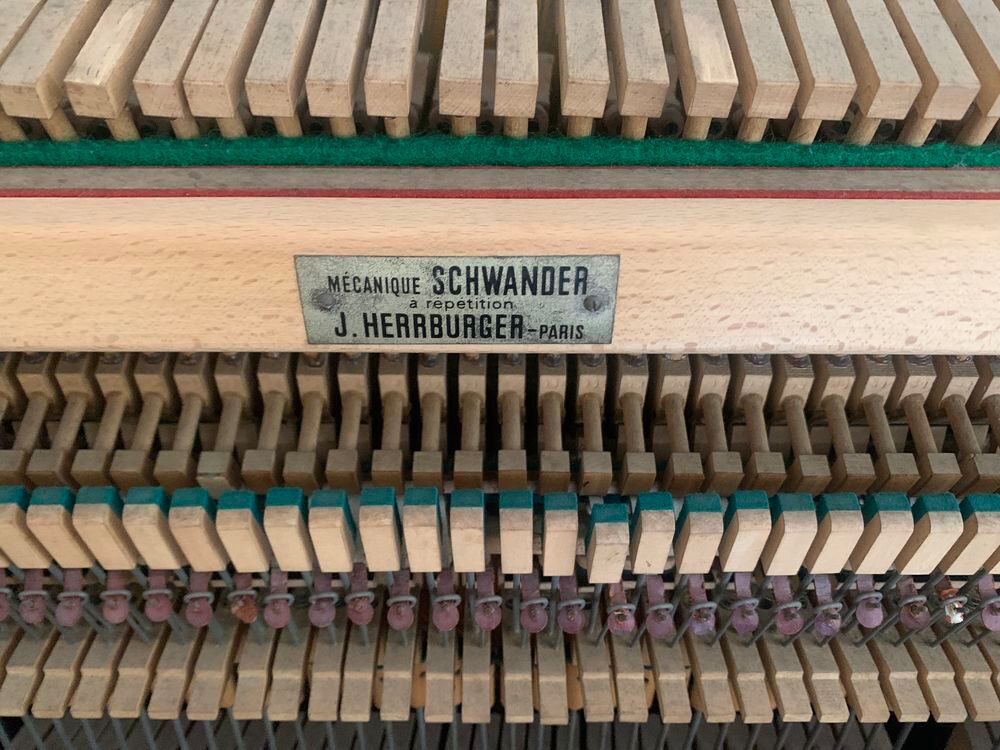 MÉCANIQUE SCHWANDER
à répétition
J. HERRBURGER-PARIS